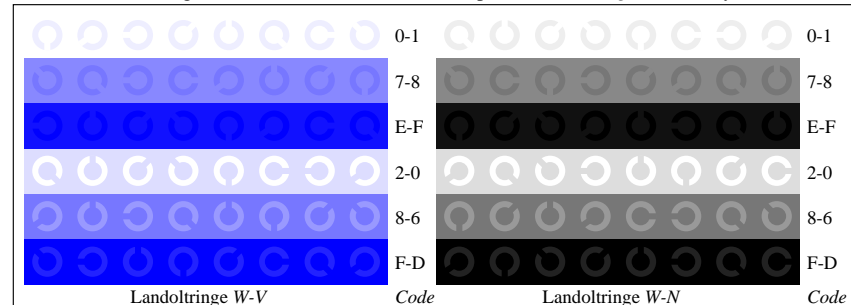 0-1 0-1
7-8 7-8
E-F E-F
2-0 2-0
8-6 8-6
F-D F-D
Landoltringe W-V Code Landoltringe W-N Code